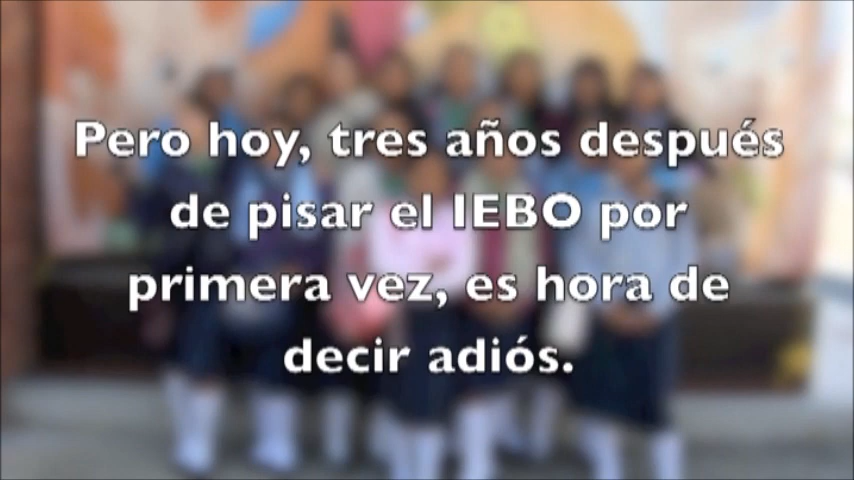 Pero hoy, tres años después
de pisar el IEBO por
primera vez, es hora de
decir adiós.